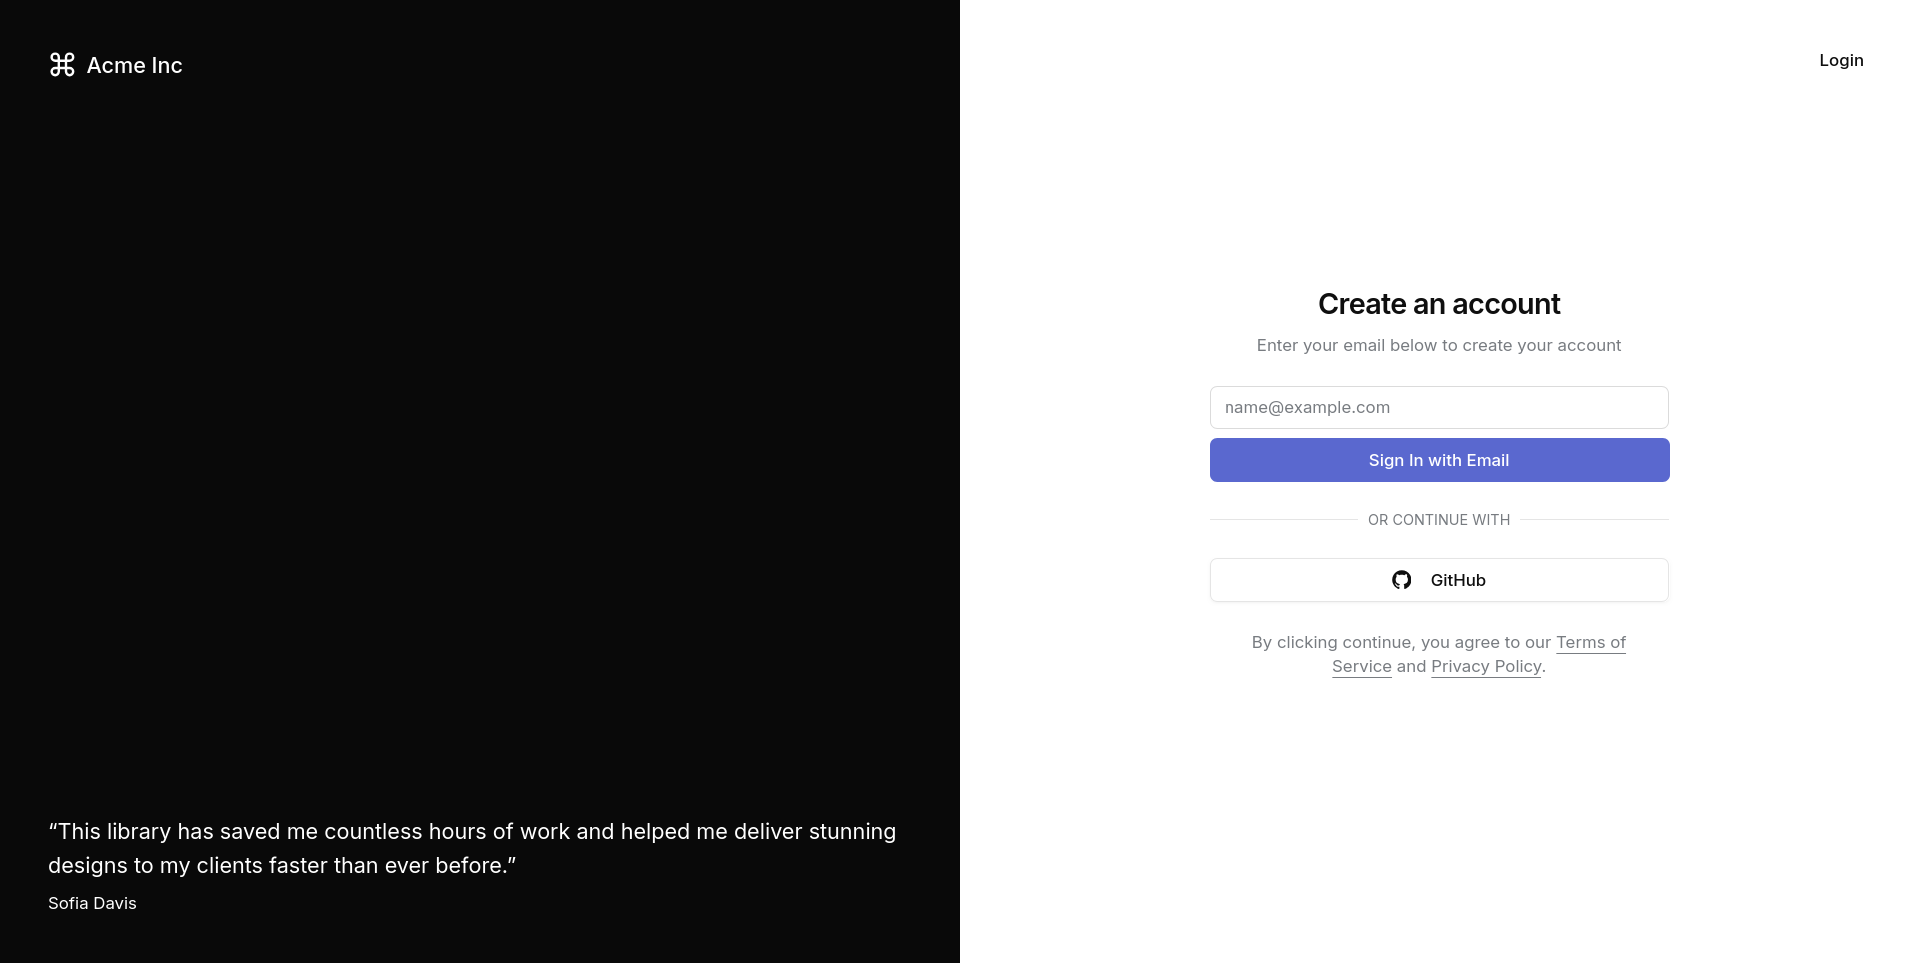 Acme Inc
“This library has saved me countless hours of work and helped me deliver stunning
designs to my clients faster than ever before.”
Sofia Davis
Login
Create an account
Enter your email below to create your account
name@example.com
Sign In with Email
OR CONTINUE WITH
GitHub
By clicking continue, you agree to our Terms of
Service and Privacy Policy.